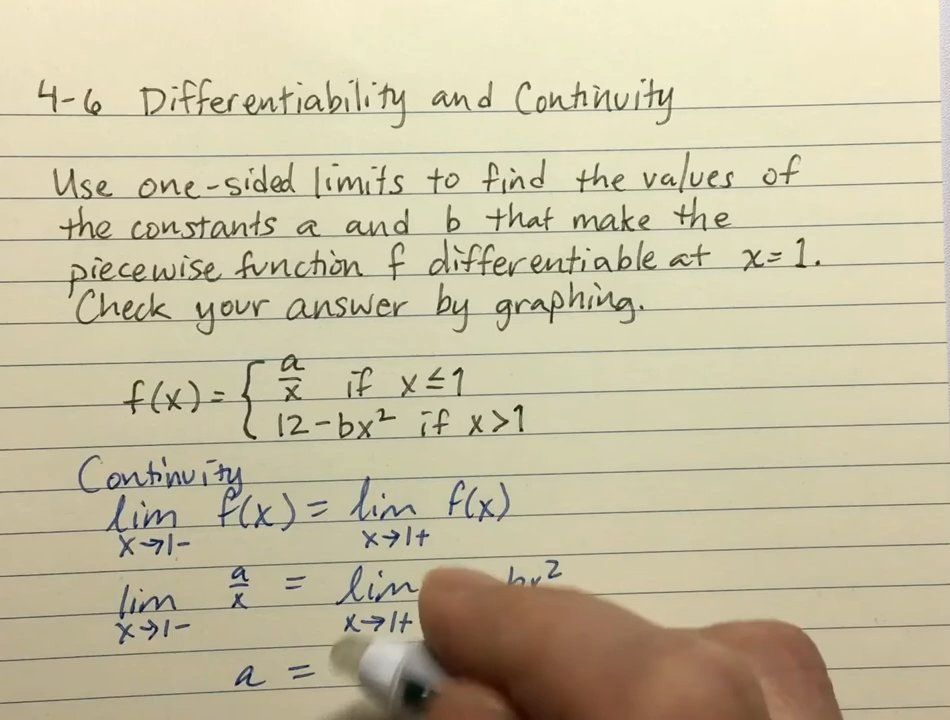 4-6 Differentiability and Continuity
Use one-sided limits to find the values of
the constants a and b that make the
piecewise function f differentiable at x=1.
Check your answer by graphing.
f(x) = { a/x if x≤1
12-bx² if x>1
Continuity
lim x→1- f(x) = lim x→1+ f(x)
lim x→1- a/x = lim x→1+ bx²
a =